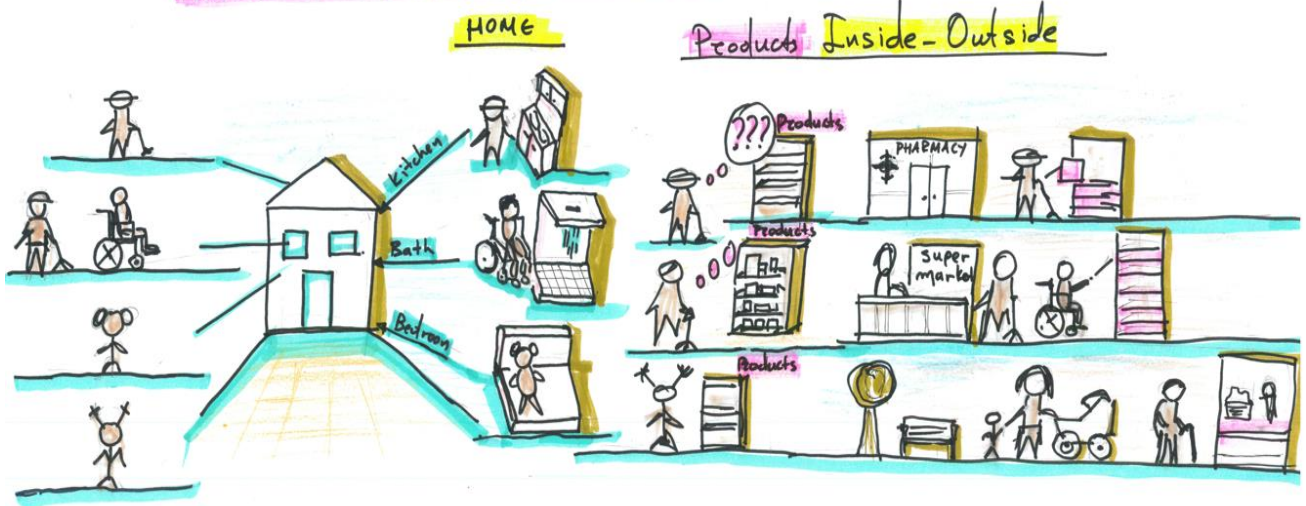 HOME
Products Inside-Outside
Kitchen
Bath
Bedroom
??? Products
PHARMACY
Products
Super
market
Products